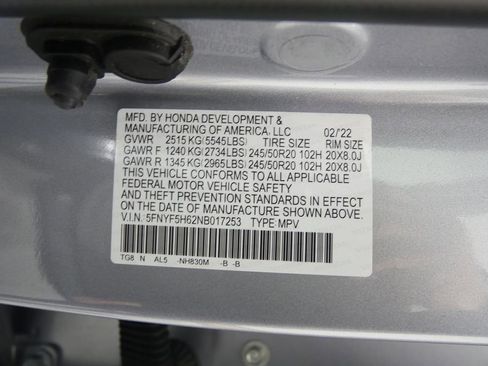 MFD. BY HONDA DEVELOPMENT &
MANUFACTURING OF AMERICA, LLC 02/'22
GVWR 2515 KG (5545LBS) TIRE SIZE RIM SIZE
GAWR F 1240 KG (2734LBS) 245/50R20 102H 20X8.0J
GAWR R 1345 KG (2965LBS) 245/50R20 102H 20X8.0J
THIS VEHICLE CONFORMS TO ALL APPLICABLE
FEDERAL MOTOR VEHICLE SAFETY
AND THEFT PREVENTION STANDARDS IN EFFECT
ON THE DATE OF MANUFACTURE SHOWN ABOVE.
V.I.N. 5FNYF5H62NB017253 TYPE: MPV
TG8 N AL5 -NH830M -B -B